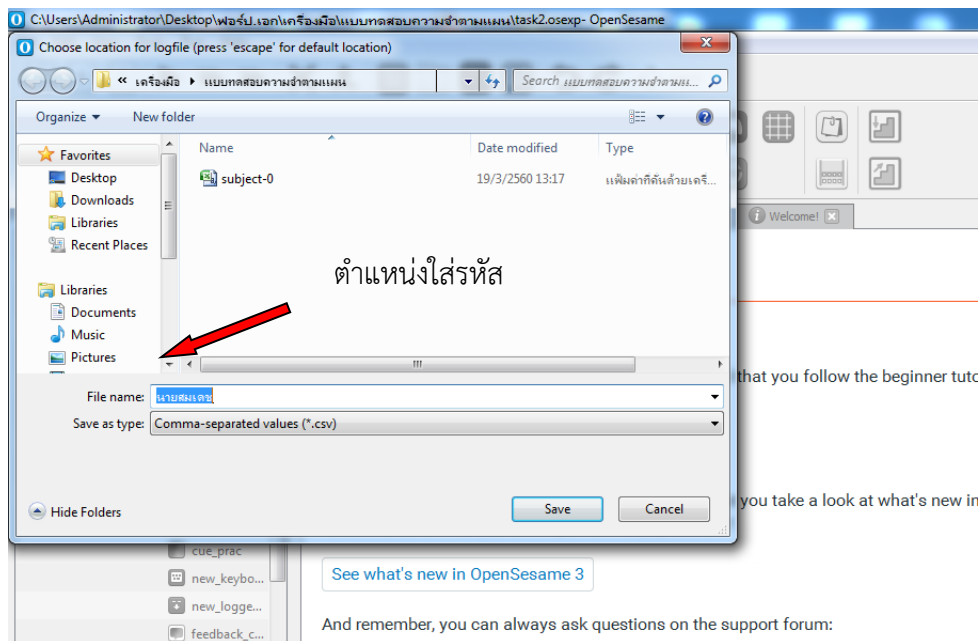 C:\Users\Administrator\Desktop\ฟอร์ป.เอก\เครื่องมือ\แบบทดสอบความจำตามแผน\task2.osexp- OpenSesame
Choose location for logfile (press 'escape' for default location)
« เครื่องมือ ▸ แบบทดสอบความจำตามแผน
Search แบบทดสอบความจำตามแ...
Organize New folder
Name Date modified Type
Favorites
Desktop
Downloads
Libraries
Recent Places
Libraries
Documents
Music
Pictures
subject-0 19/3/2560 13:17 แฟ้มค่าที่คั่นด้วยเครื...
ตำแหน่งใส่รหัส
File name: นายสมเดช
Save as type: Comma-separated values (*.csv)
Hide Folders Save Cancel
Welcome!
that you follow the beginner tuto
you take a look at what's new in
cue_prac
new_keybo...
new_logge...
feedback_c...
See what's new in OpenSesame 3
And remember, you can always ask questions on the support forum: